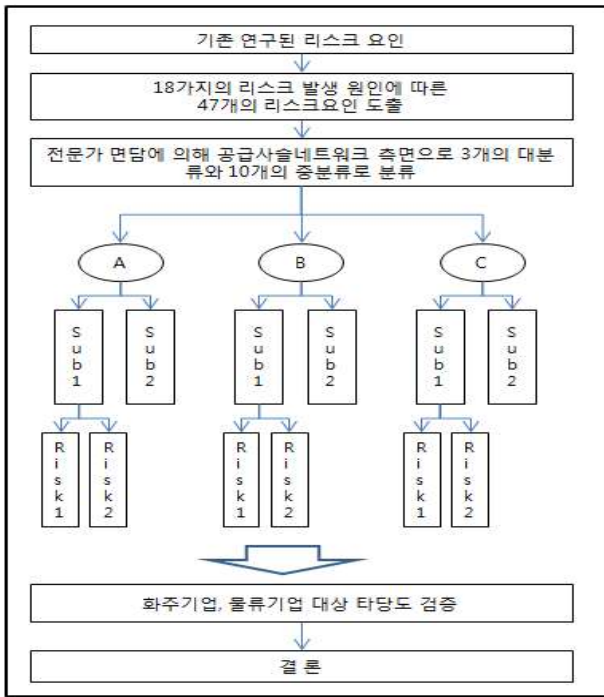 기존 연구된 리스크 요인
18가지의 리스크 발생 원인에 따른
47개의 리스크요인 도출
전문가 면담에 의해 공급사슬네트워크 측면으로 3개의 대분
류와 10개의 중분류로 분류
A
B
C
Sub1
Sub2
Sub1
Sub2
Sub1
Sub2
Risk1
Risk2
Risk1
Risk2
Risk1
Risk2
화주기업, 물류기업 대상 타당도 검증
결 론